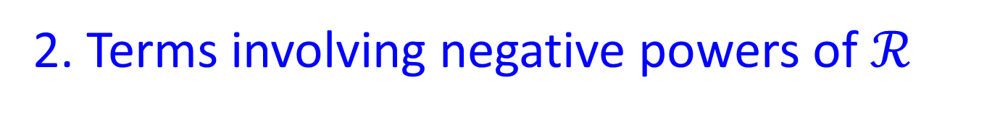 2. Terms involving negative powers of ℛ